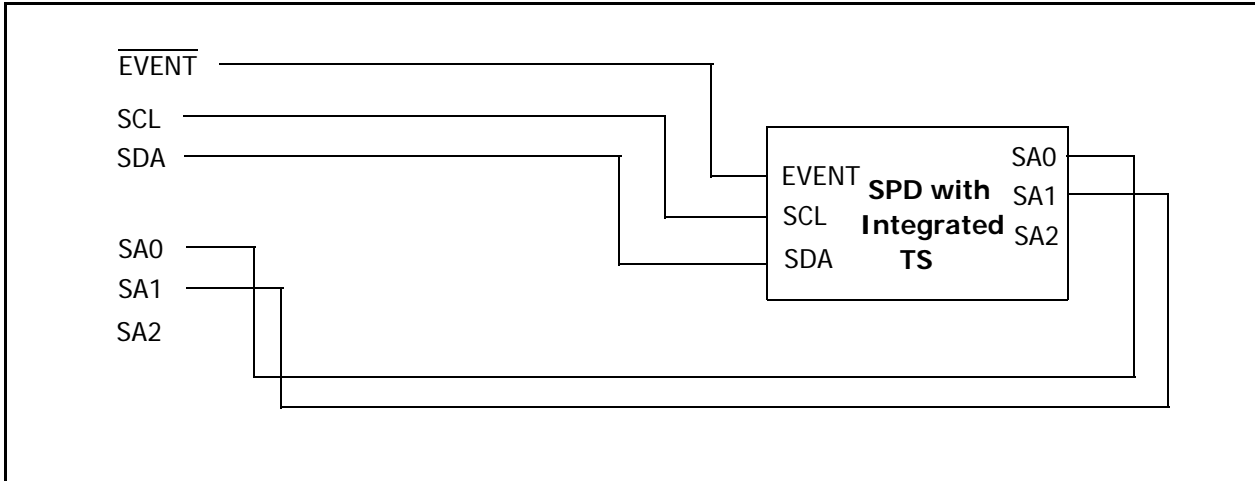 EVENT
SCL
SDA
SA0
SA1
SA2
EVENT
SCL
SDA
SPD with
Integrated
TS
SA0
SA1
SA2